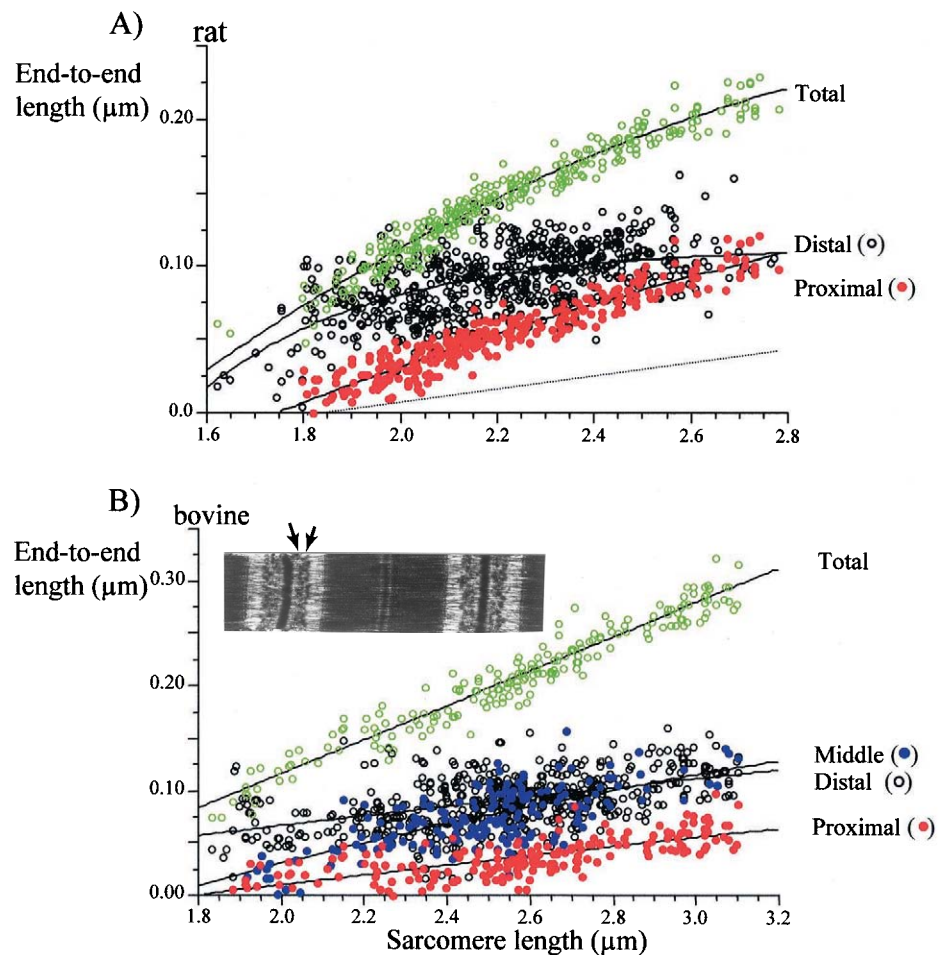 A)
rat
End-to-end
length (μm)
0.20
0.10
0.0
1.6 1.8 2.0 2.2 2.4 2.6 2.8
Total
Distal (○)
Proximal (●)
B)
bovine
End-to-end
length (μm)
0.30
0.20
0.10
0.00
1.8 2.0 2.2 2.4 2.6 2.8 3.0 3.2
Sarcomere length (μm)
Total
Middle (●)
Distal (○)
Proximal (●)